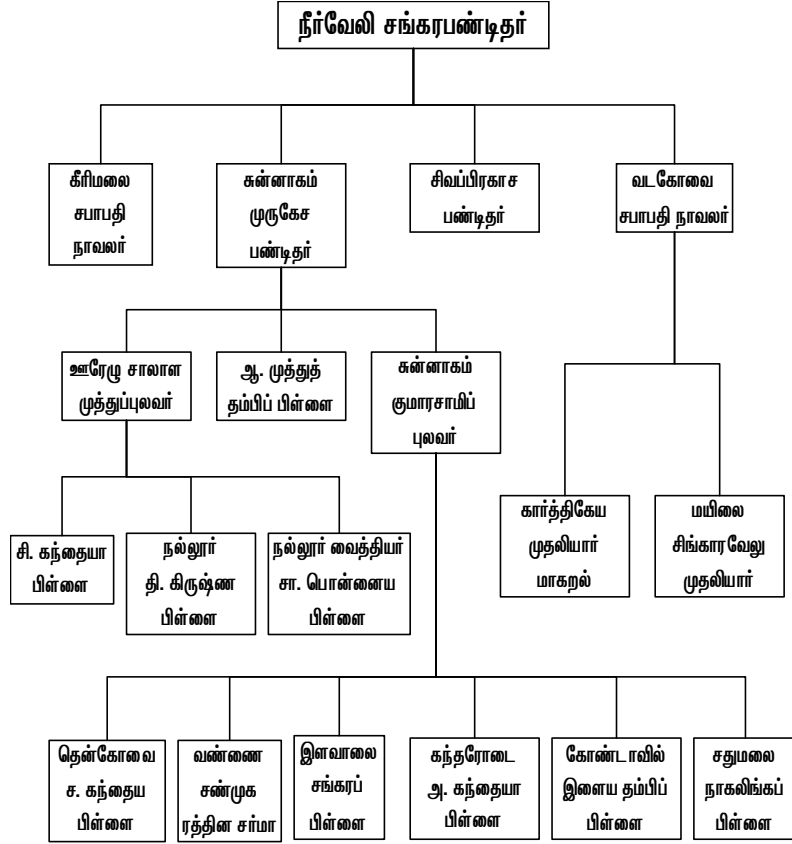 நீர்வேலி சங்கரபண்டிதர்
கீரிமலை
சபாபதி
நாவலர்
சுன்னாகம்
முருகேச
பண்டிதர்
சிவப்பிரகாச
பண்டிதர்
வடகோவை
சபாபதி நாவலர்
ஊரேழு சாலாள
முத்துப்புலவர்
ஆ. முத்துத்
தம்பிப் பிள்ளை
சுன்னாகம்
குமாரசாமிப்
புலவர்
கார்த்திகேய
முதலியார்
மாகறல்
மயிலை
சிங்காரவேலு
முதலியார்
சி. கந்தையா
பிள்ளை
நல்லூர்
தி. கிருஷ்ண
பிள்ளை
நல்லூர் வைத்தியர்
சா. பொன்னைய
பிள்ளை
தென்கோவை
ச. கந்தைய
பிள்ளை
வண்ணை
சண்முக
ரத்தின சர்மா
இளவாலை
சங்கரப்
பிள்ளை
கந்தரோடை
அ. கந்தையா
பிள்ளை
கோண்டாவில்
இளைய தம்பிப்
பிள்ளை
சதுமலை
நாகலிங்கப்
பிள்ளை